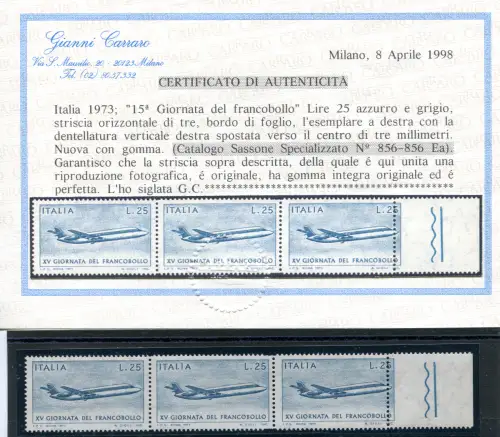 Gianni Carraro
Via S. Maurilio, 20 - 20123 Milano
Tel. (02) 80.57.332
Milano, 8 Aprile 1998
CERTIFICATO DI AUTENTICITÀ
Italia 1973; "15ª Giornata del francobollo" Lire 25 azzurro e grigio,
striscia orizzontale di tre, bordo di foglio, l'esemplare a destra con la
dentellatura verticale destra spostata verso il centro di tre millimetri.
Nuova con gomma. (Catalogo Sassone Specializzato N° 856-856 Ea).
Garantisco che la striscia sopra descritta, della quale é qui unita una
riproduzione fotografica, é originale, ha gomma integra originale ed é
perfetta. L'ho siglata G.C.********************************************
ITALIA L.25 ITALIA L.25 ITALIA L.25
XV GIORNATA DEL FRANCOBOLLO XV GIORNATA DEL FRANCOBOLLO XV GIORNATA DEL FRANCOBOLLO
ITALIA L.25 ITALIA L.25 ITALIA L.25
XV GIORNATA DEL FRANCOBOLLO XV GIORNATA DEL FRANCOBOLLO XV GIORNATA DEL FRANCOBOLLO